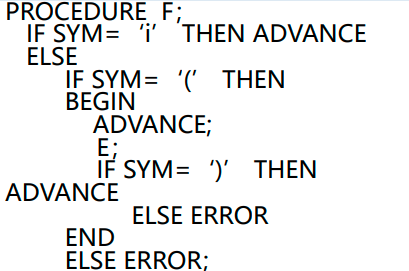 PROCEDURE F;
IF SYM= ‘i’ THEN ADVANCE
ELSE
IF SYM= ‘(’ THEN
BEGIN
ADVANCE;
E;
IF SYM= ‘)’ THEN
ADVANCE
ELSE ERROR
END
ELSE ERROR;